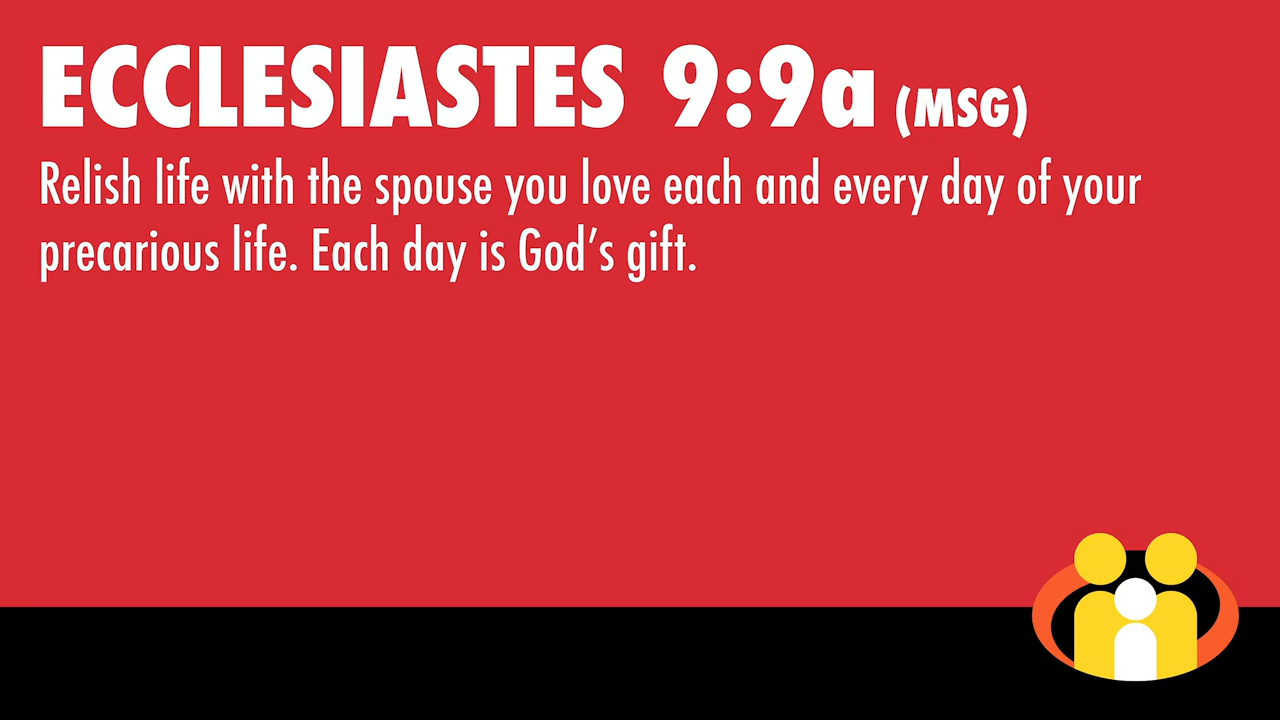 ECCLESIASTES 9:9a (MSG)
Relish life with the spouse you love each and every day of your
precarious life. Each day is God’s gift.